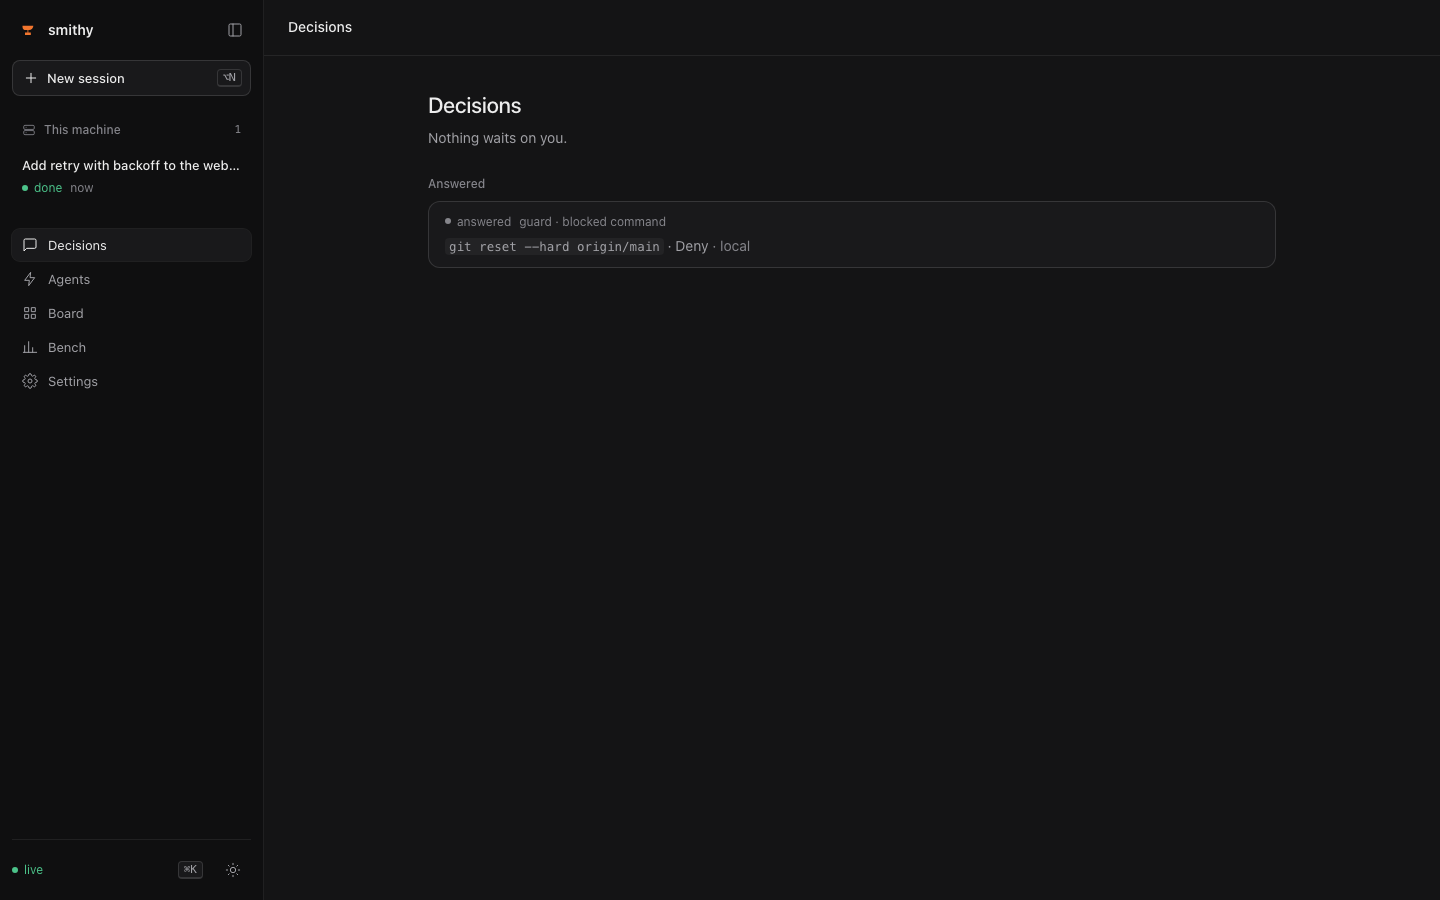 smithy
New session ⌥N
This machine 1
Add retry with backoff to the web...
done now
Decisions
Agents
Board
Bench
Settings
live ⌘K
Decisions
Decisions
Nothing waits on you.
Answered
answered guard · blocked command
git reset --hard origin/main · Deny · local